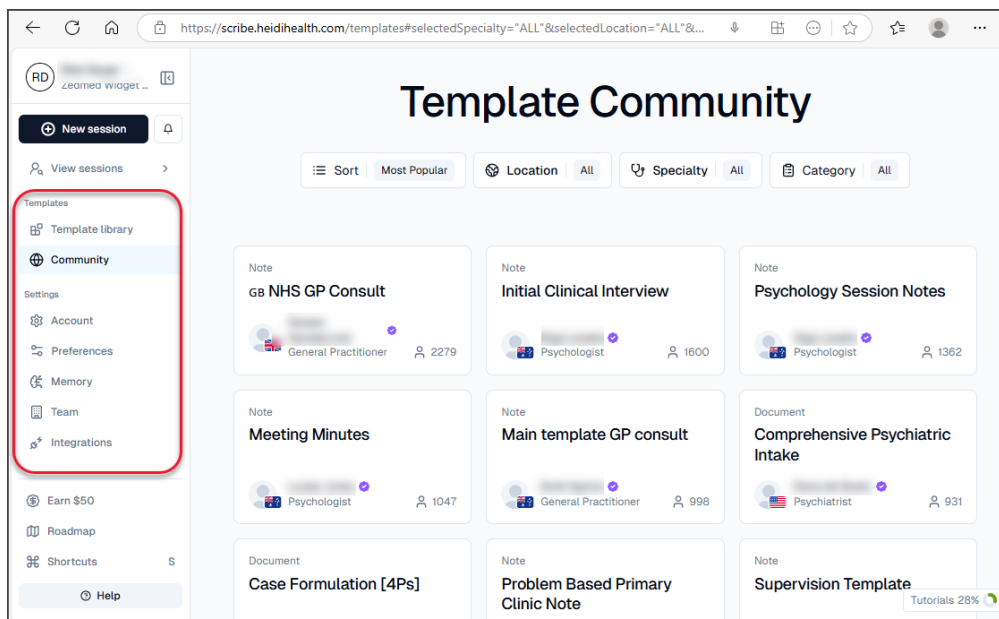 https://scribe.heidihealth.com/templates#selectedSpecialty="ALL"&selectedLocation="ALL"&...
RD
Zedmed Widget ...
New session
View sessions
Templates
Template library
Community
Settings
Account
Preferences
Memory
Team
Integrations
Earn $50
Roadmap
Shortcuts S
Help
Template Community
Sort Most Popular Location All Specialty All Category All
Note
GB NHS GP Consult
General Practitioner 2279
Note
Initial Clinical Interview
Psychologist 1600
Note
Psychology Session Notes
Psychologist 1362
Note
Meeting Minutes
Psychologist 1047
Note
Main template GP consult
General Practitioner 998
Document
Comprehensive Psychiatric
Intake
Psychiatrist 931
Document
Case Formulation [4Ps]
Note
Problem Based Primary
Clinic Note
Note
Supervision Template
Tutorials 28%